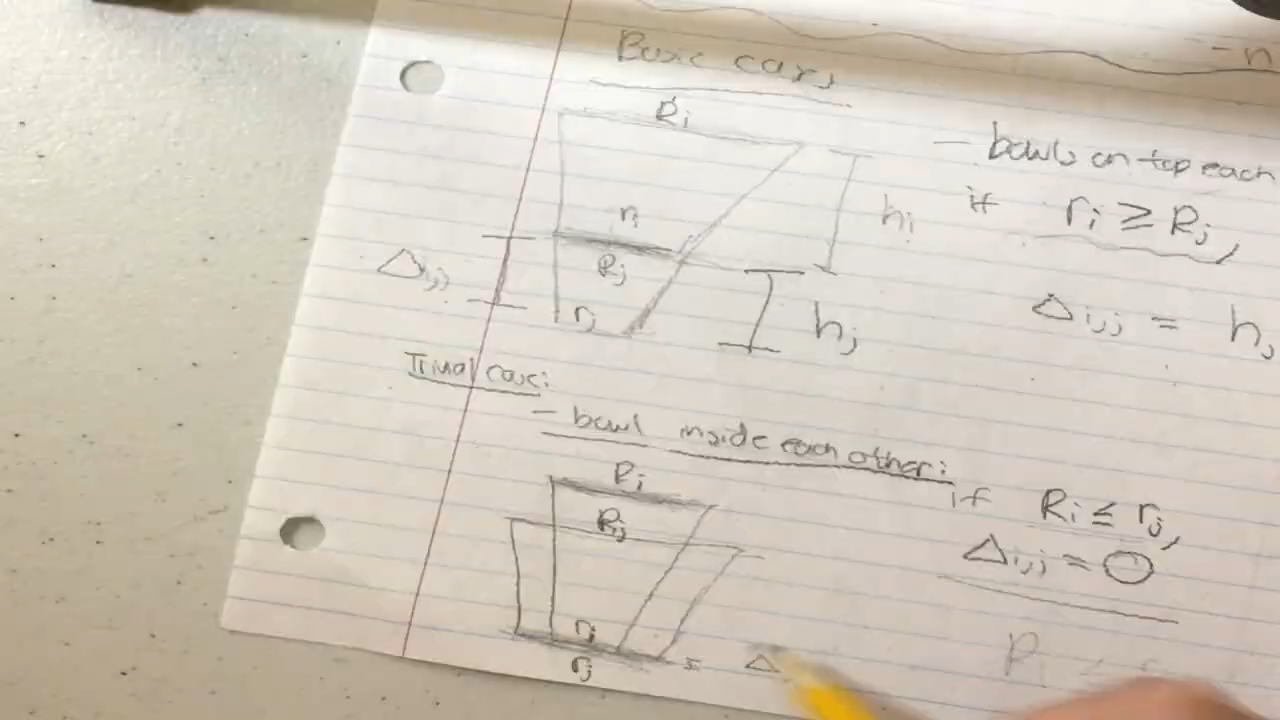 - n
Basic cases
Ri
- bowls on top each
ri
hi
if ri ≥ Rj,
Rj
Δi,j
rj
hj
Δi,j = hj
Trivial case:
- bowl inside each other:
Ri
if Ri ≤ rj,
Rj
Δi,j = 0
ri
rj
= Δ